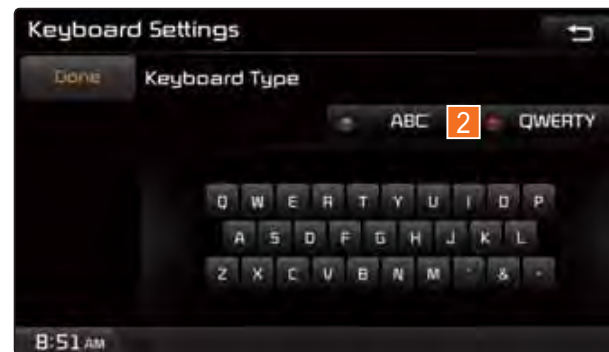 Keyboard Settings
Done Keyboard Type
ABC 2 QWERTY
Q W E R T Y U I O P
A S D F G H J K L
Z X C V B N M ' & -
8:51 AM